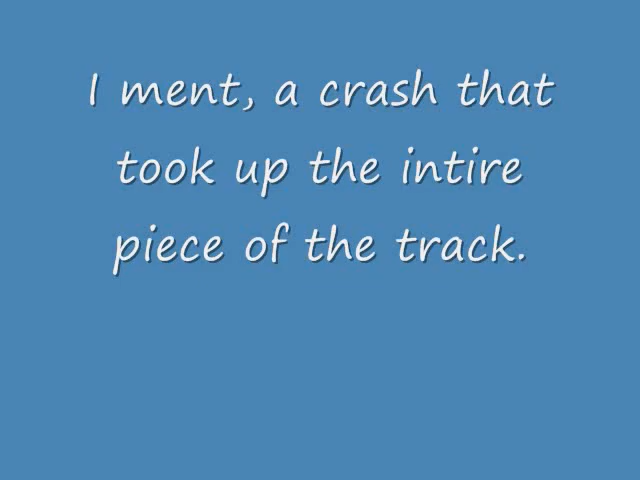 I ment, a crash that
took up the intire
piece of the track.